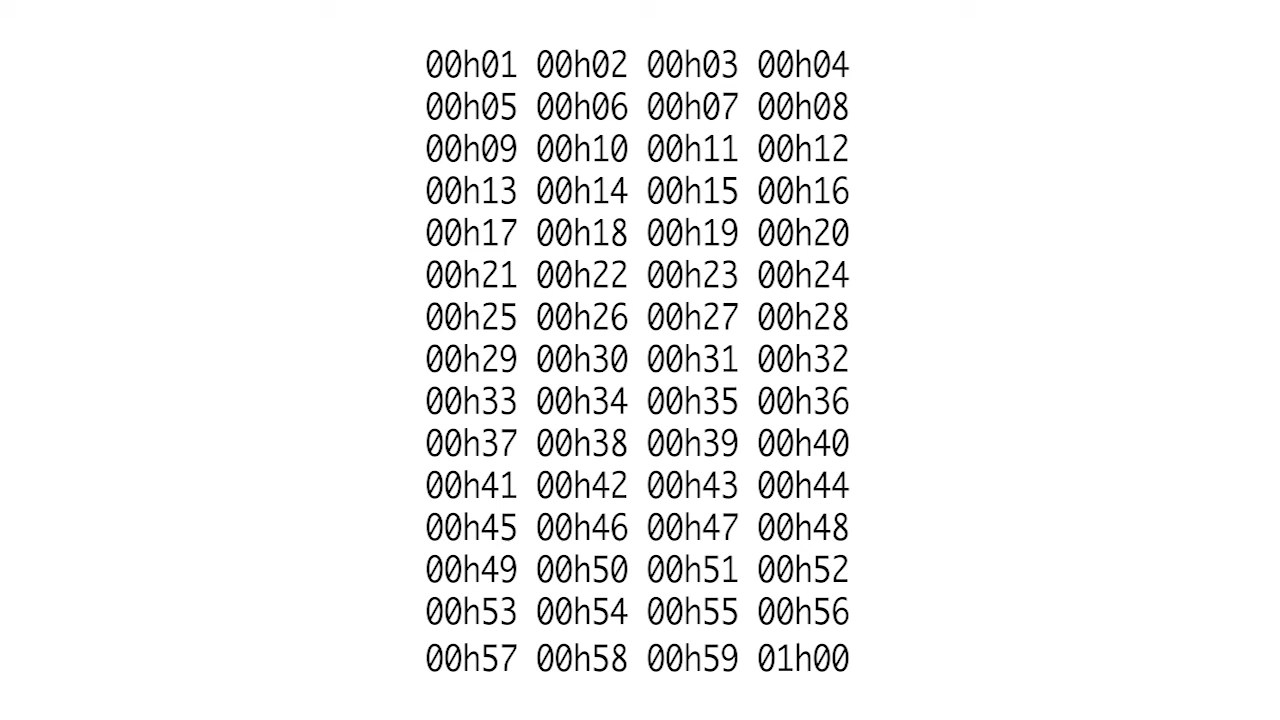 00h01 00h02 00h03 00h04
00h05 00h06 00h07 00h08
00h09 00h10 00h11 00h12
00h13 00h14 00h15 00h16
00h17 00h18 00h19 00h20
00h21 00h22 00h23 00h24
00h25 00h26 00h27 00h28
00h29 00h30 00h31 00h32
00h33 00h34 00h35 00h36
00h37 00h38 00h39 00h40
00h41 00h42 00h43 00h44
00h45 00h46 00h47 00h48
00h49 00h50 00h51 00h52
00h53 00h54 00h55 00h56
00h57 00h58 00h59 01h00